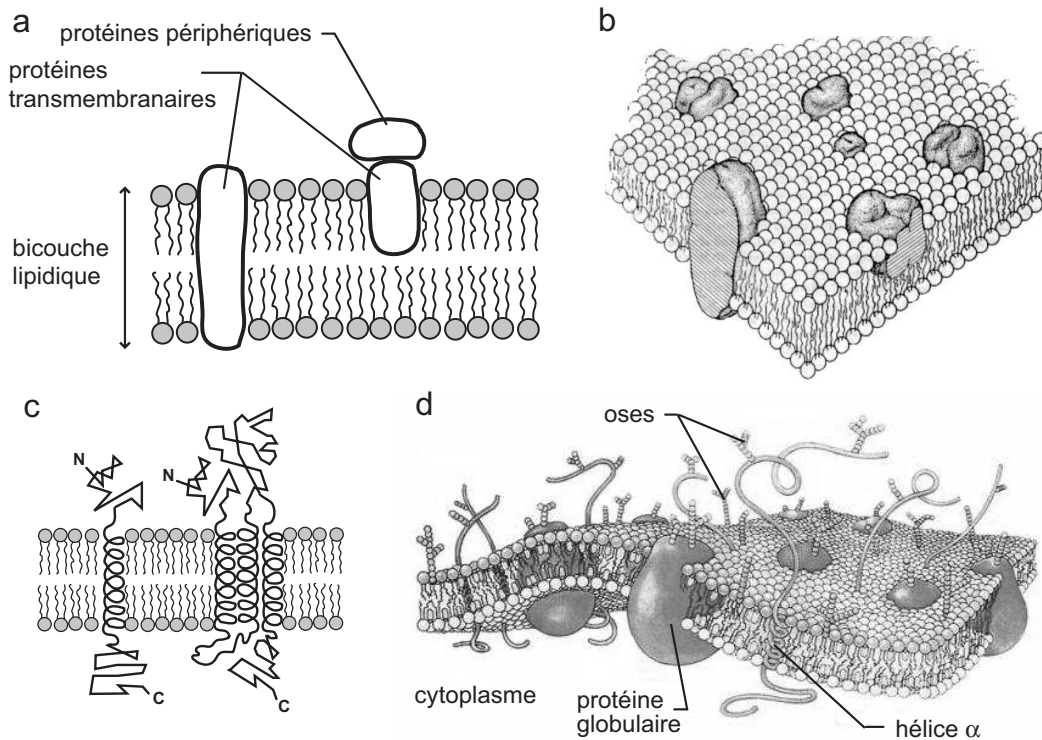 a
protéines périphériques
protéines
transmembranaires
bicouche
lipidique
b
c
N
N
C
C
d
oses
cytoplasme
protéine
globulaire
hélice α